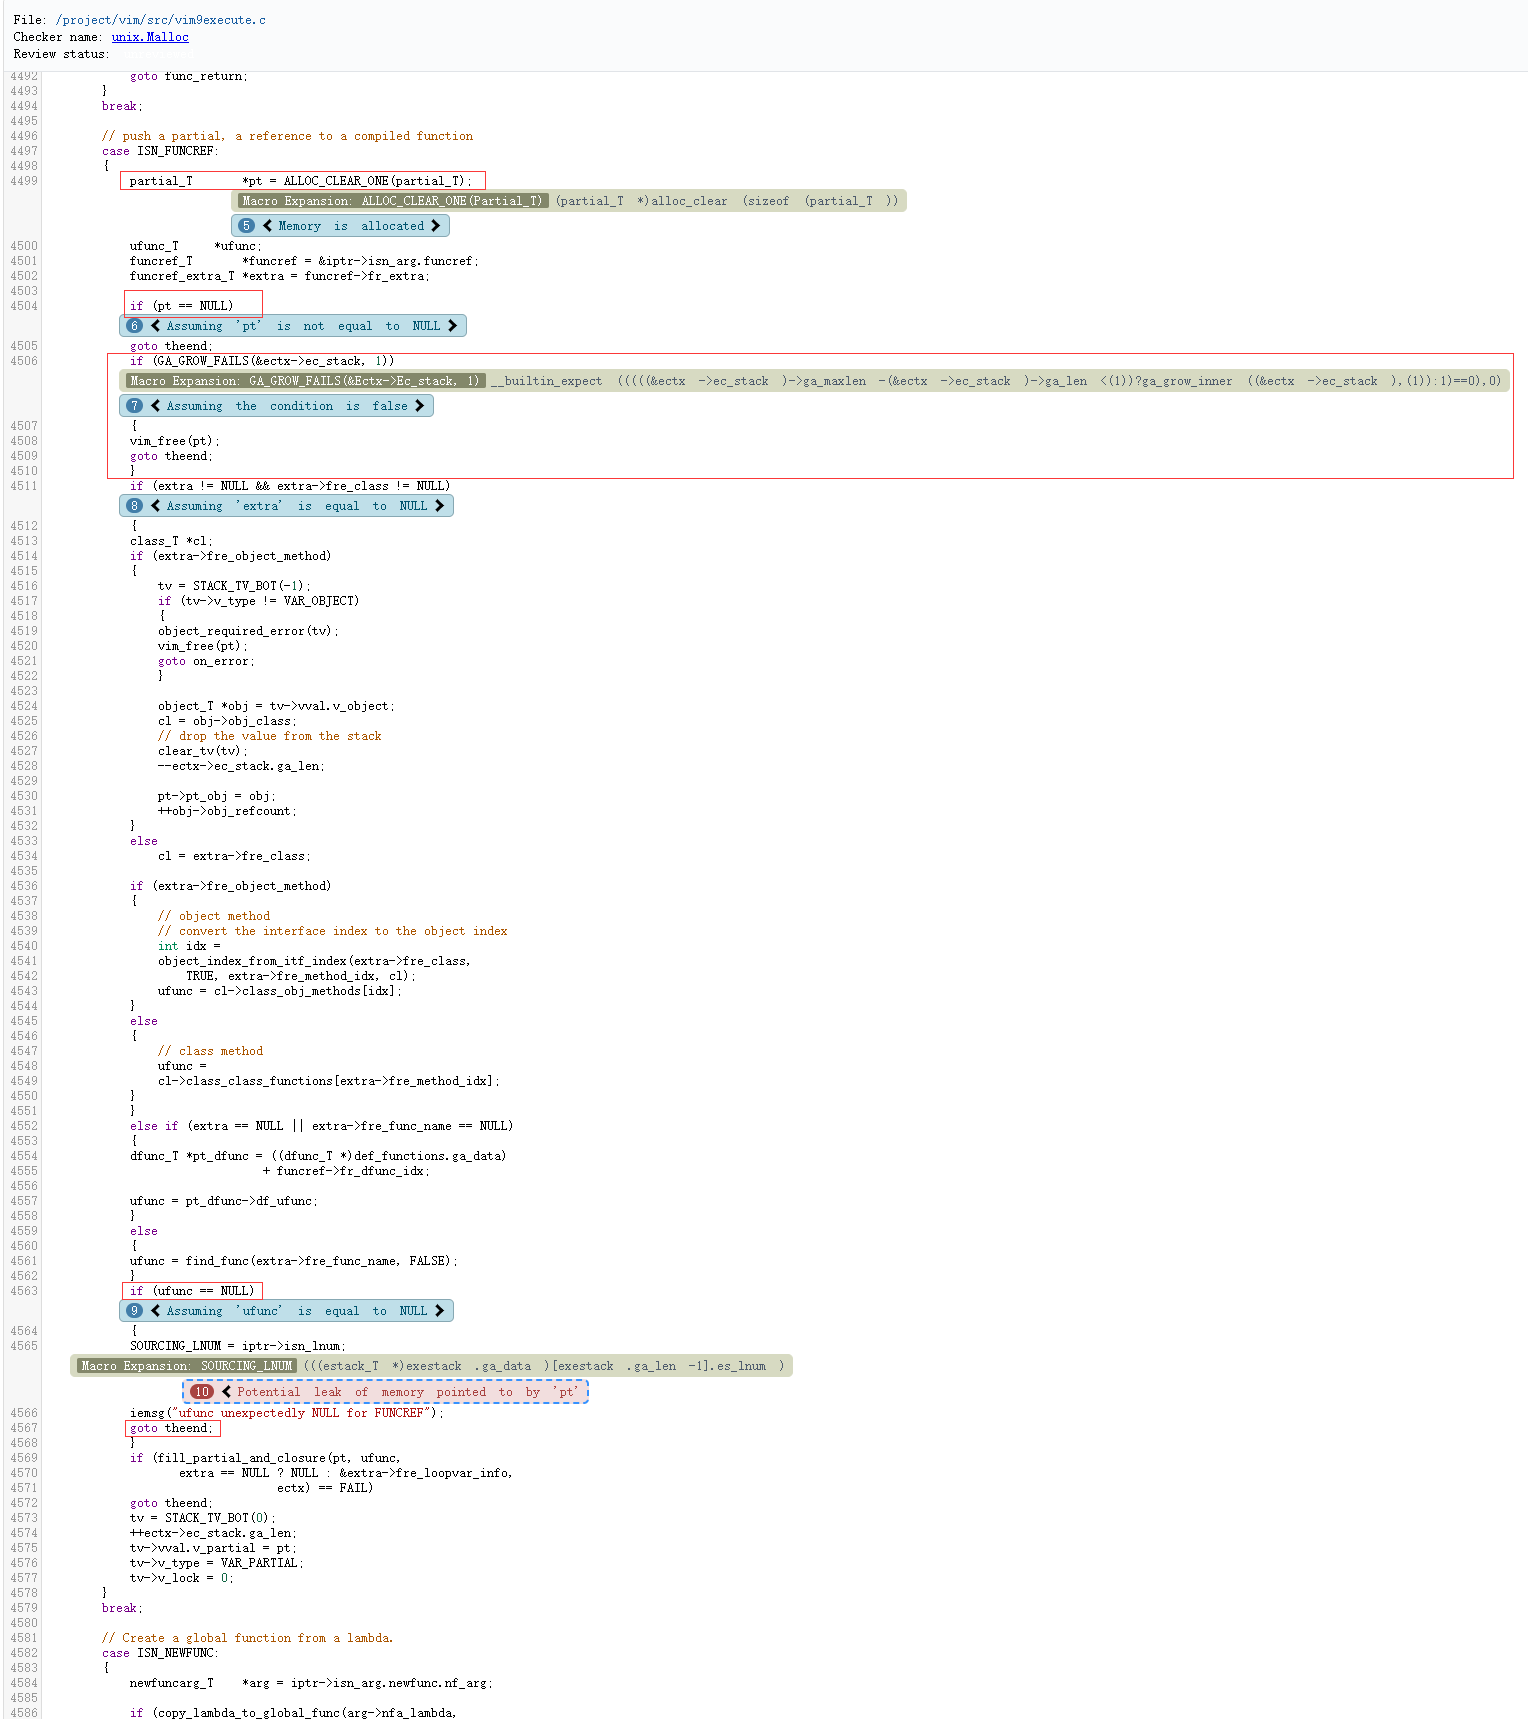 File: /project/vim/src/vim9execute.c
Checker name: unix.Malloc
Review status:
4492 goto func_return;
4493 }
4494 break;
4495
4496 // push a partial, a reference to a compiled function
4497 case ISN_FUNCREF:
4498 {
4499 partial_T *pt = ALLOC_CLEAR_ONE(partial_T);
Macro Expansion: ALLOC_CLEAR_ONE(Partial_T) (partial_T *)alloc_clear (sizeof (partial_T ))
5 Memory is allocated
4500 ufunc_T *ufunc;
4501 funcref_T *funcref = &iptr->isn_arg.funcref;
4502 funcref_extra_T *extra = funcref->fr_extra;
4503
4504 if (pt == NULL)
6 Assuming 'pt' is not equal to NULL
4505 goto theend;
4506 if (GA_GROW_FAILS(&ectx->ec_stack, 1))
Macro Expansion: GA_GROW_FAILS(&Ectx->Ec_stack, 1) __builtin_expect (((((&ectx ->ec_stack )->ga_maxlen -(&ectx ->ec_stack )->ga_len <(1))?ga_grow_inner ((&ectx ->ec_stack ),(1)):1)==0),0)
7 Assuming the condition is false
4507 {
4508 vim_free(pt);
4509 goto theend;
4510 }
4511 if (extra != NULL && extra->fre_class != NULL)
8 Assuming 'extra' is equal to NULL
4512 {
4513 class_T *cl;
4514 if (extra->fre_object_method)
4515 {
4516 tv = STACK_TV_BOT(-1);
4517 if (tv->v_type != VAR_OBJECT)
4518 {
4519 object_required_error(tv);
4520 vim_free(pt);
4521 goto on_error;
4522 }
4523
4524 object_T *obj = tv->vval.v_object;
4525 cl = obj->obj_class;
4526 // drop the value from the stack
4527 clear_tv(tv);
4528 --ectx->ec_stack.ga_len;
4529
4530 pt->pt_obj = obj;
4531 ++obj->obj_refcount;
4532 }
4533 else
4534 cl = extra->fre_class;
4535
4536 if (extra->fre_object_method)
4537 {
4538 // object method
4539 // convert the interface index to the object index
4540 int idx =
4541 object_index_from_itf_index(extra->fre_class,
4542 TRUE, extra->fre_method_idx, cl);
4543 ufunc = cl->class_obj_methods[idx];
4544 }
4545 else
4546 {
4547 // class method
4548 ufunc =
4549 cl->class_class_functions[extra->fre_method_idx];
4550 }
4551 }
4552 else if (extra == NULL || extra->fre_func_name == NULL)
4553 {
4554 dfunc_T *pt_dfunc = ((dfunc_T *)def_functions.ga_data)
4555 + funcref->fr_dfunc_idx;
4556
4557 ufunc = pt_dfunc->df_ufunc;
4558 }
4559 else
4560 {
4561 ufunc = find_func(extra->fre_func_name, FALSE);
4562 }
4563 if (ufunc == NULL)
9 Assuming 'ufunc' is equal to NULL
4564 {
4565 SOURCING_LNUM = iptr->isn_lnum;
Macro Expansion: SOURCING_LNUM (((estack_T *)exestack .ga_data )[exestack .ga_len -1].es_lnum )
10 Potential leak of memory pointed to by 'pt'
4566 iemsg("ufunc unexpectedly NULL for FUNCREF");
4567 goto theend;
4568 }
4569 if (fill_partial_and_closure(pt, ufunc,
4570 extra == NULL ? NULL : &extra->fre_loopvar_info,
4571 ectx) == FAIL)
4572 goto theend;
4573 tv = STACK_TV_BOT(0);
4574 ++ectx->ec_stack.ga_len;
4575 tv->vval.v_partial = pt;
4576 tv->v_type = VAR_PARTIAL;
4577 tv->v_lock = 0;
4578 }
4579 break;
4580
4581 // Create a global function from a lambda.
4582 case ISN_NEWFUNC:
4583 {
4584 newfuncarg_T *arg = iptr->isn_arg.newfunc.nf_arg;
4585
4586 if (copy_lambda_to_global_func(arg->nfa_lambda,